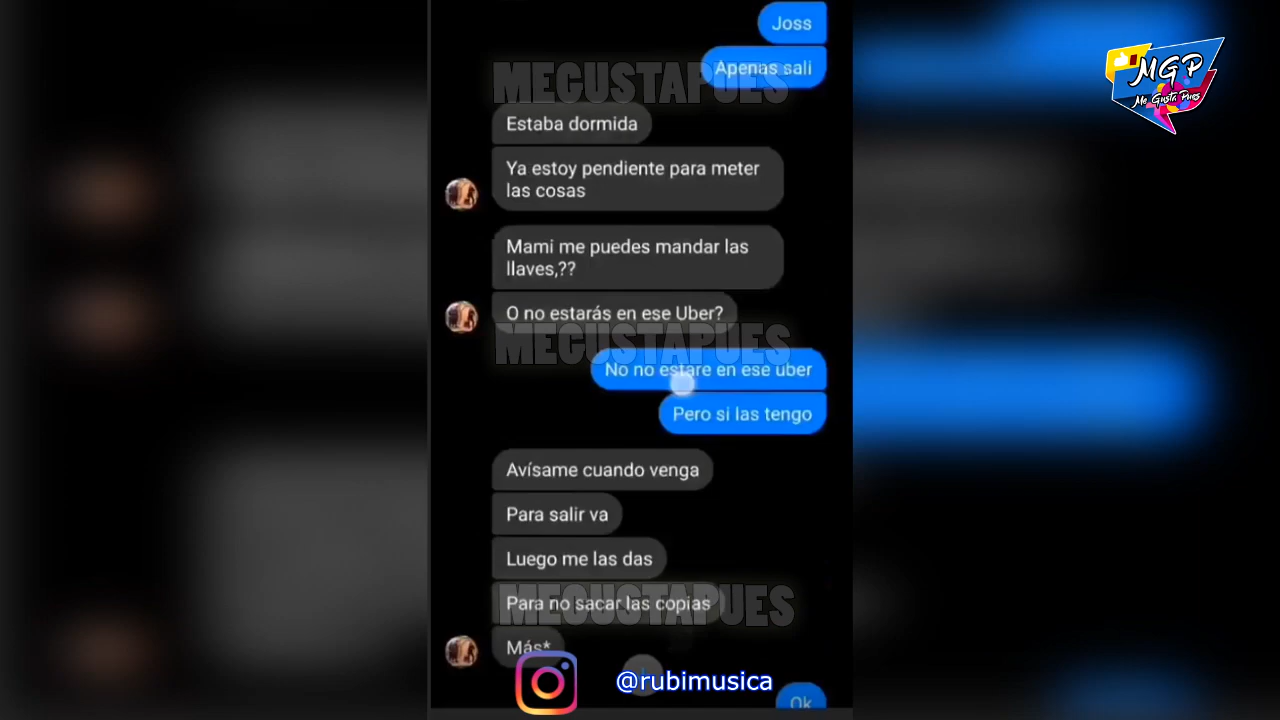 Joss
Apenas sali
MEGUSTAPUES
MGP
Me Gusta Pues
Estaba dormida
Ya estoy pendiente para meter
las cosas
Mami me puedes mandar las
llaves,??
O no estarás en ese Uber?
MEGUSTAPUES
No no estare en ese uber
Pero si las tengo
Avísame cuando venga
Para salir va
Luego me las das
Para no sacar las copias
MEGUSTAPUES
Más*
@rubimusica
Ok